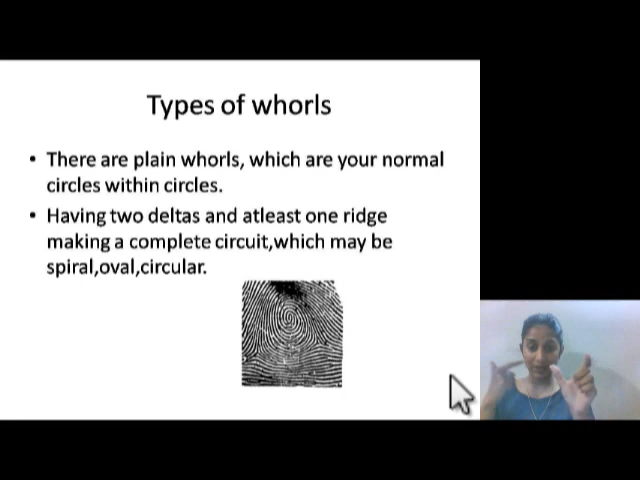 Types of whorls
• There are plain whorls, which are your normal
circles within circles.
• Having two deltas and atleast one ridge
making a complete circuit,which may be
spiral,oval,circular.